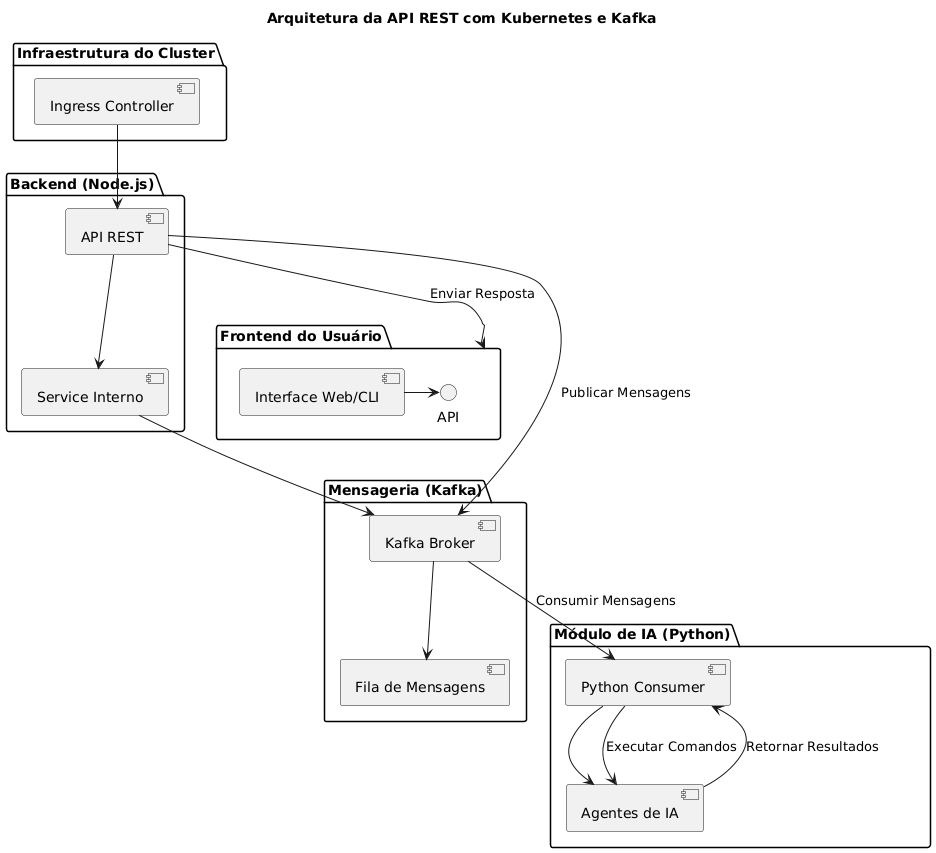 Arquitetura da API REST com Kubernetes e Kafka
Infraestrutura do Cluster
Ingress Controller
Backend (Node.js)
API REST
Enviar Resposta
Frontend do Usuário
Service Interno
Interface Web/CLI
API
Publicar Mensagens
Mensageria (Kafka)
Kafka Broker
Consumir Mensagens
Módulo de IA (Python)
Fila de Mensagens
Python Consumer
Executar Comandos
Retornar Resultados
Agentes de IA